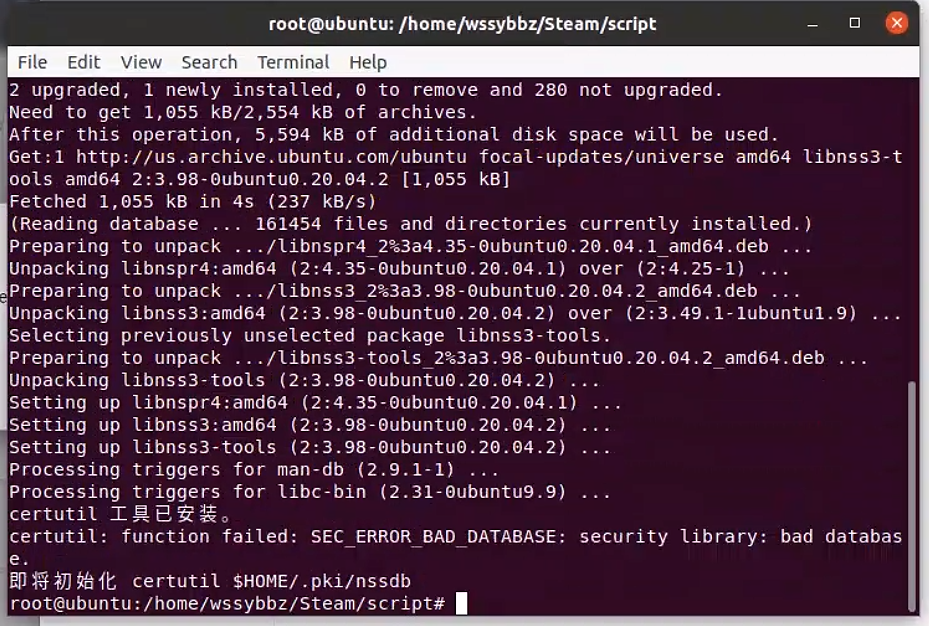 root@ubuntu: /home/wssybbz/Steam/script
File Edit View Search Terminal Help
2 upgraded, 1 newly installed, 0 to remove and 280 not upgraded.
Need to get 1,055 kB/2,554 kB of archives.
After this operation, 5,594 kB of additional disk space will be used.
Get:1 http://us.archive.ubuntu.com/ubuntu focal-updates/universe amd64 libnss3-t
ools amd64 2:3.98-0ubuntu0.20.04.2 [1,055 kB]
Fetched 1,055 kB in 4s (237 kB/s)
(Reading database ... 161454 files and directories currently installed.)
Preparing to unpack .../libnspr4_2%3a4.35-0ubuntu0.20.04.1_amd64.deb ...
Unpacking libnspr4:amd64 (2:4.35-0ubuntu0.20.04.1) over (2:4.25-1) ...
Preparing to unpack .../libnss3_2%3a3.98-0ubuntu0.20.04.2_amd64.deb ...
Unpacking libnss3:amd64 (2:3.98-0ubuntu0.20.04.2) over (2:3.49.1-1ubuntu1.9) ...
Selecting previously unselected package libnss3-tools.
Preparing to unpack .../libnss3-tools_2%3a3.98-0ubuntu0.20.04.2_amd64.deb ...
Unpacking libnss3-tools (2:3.98-0ubuntu0.20.04.2) ...
Setting up libnspr4:amd64 (2:4.35-0ubuntu0.20.04.1) ...
Setting up libnss3:amd64 (2:3.98-0ubuntu0.20.04.2) ...
Setting up libnss3-tools (2:3.98-0ubuntu0.20.04.2) ...
Processing triggers for man-db (2.9.1-1) ...
Processing triggers for libc-bin (2.31-0ubuntu9.9) ...
certutil 工具已安装。
certutil: function failed: SEC_ERROR_BAD_DATABASE: security library: bad databas
e.
即将初始化 certutil $HOME/.pki/nssdb
root@ubuntu:/home/wssybbz/Steam/script#